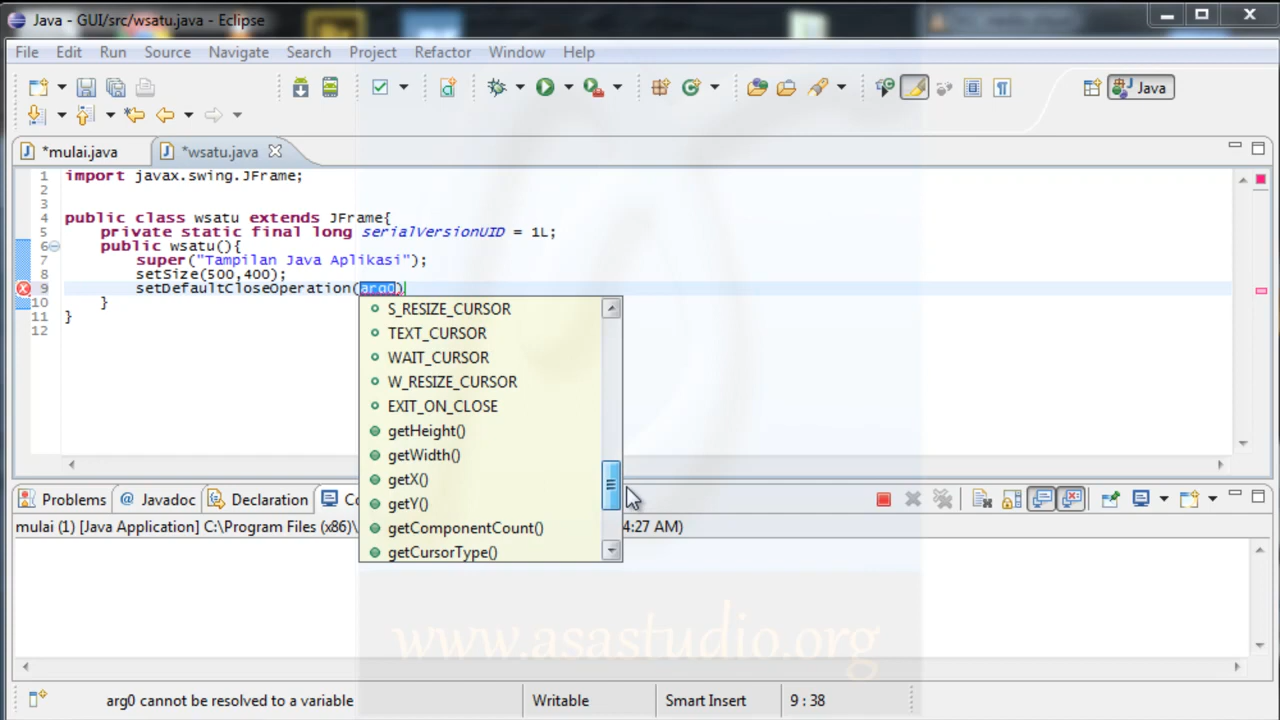 Java - GUI/src/wsatu.java - Eclipse
File Edit Run Source Navigate Search Project Refactor Window Help
Java
*mulai.java
*wsatu.java
1 import javax.swing.JFrame;
2
3
4 public class wsatu extends JFrame{
5 private static final long serialVersionUID = 1L;
6 public wsatu(){
7 super("Tampilan Java Aplikasi");
8 setSize(500,400);
9 setDefaultCloseOperation(arg0)
10 }
11 }
12
S_RESIZE_CURSOR
TEXT_CURSOR
WAIT_CURSOR
W_RESIZE_CURSOR
EXIT_ON_CLOSE
getHeight()
getWidth()
getX()
getY()
getComponentCount()
getCursorType()
Problems @ Javadoc Declaration Co
mulai (1) [Java Application] C:\Program Files (x86)\ 4:27 AM)
www.asastudio.org
arg0 cannot be resolved to a variable
Writable
Smart Insert
9 : 38